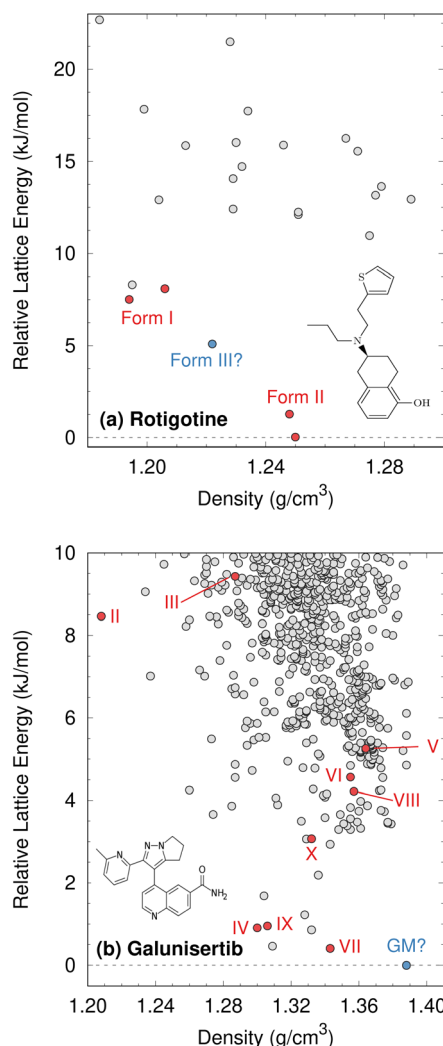 20
15
10
5
0
Relative Lattice Energy (kJ/mol)
Form I
Form III?
Form II
S
N
OH
(a) Rotigotine
1.20
1.24
1.28
Density (g/cm³)
10
8
6
4
2
0
Relative Lattice Energy (kJ/mol)
III
II
V
VI
VIII
X
IV
IX
VII
GM?
N
N
N
N
O
NH₂
(b) Galunisertib
1.20
1.24
1.28
1.32
1.36
1.40
Density (g/cm³)